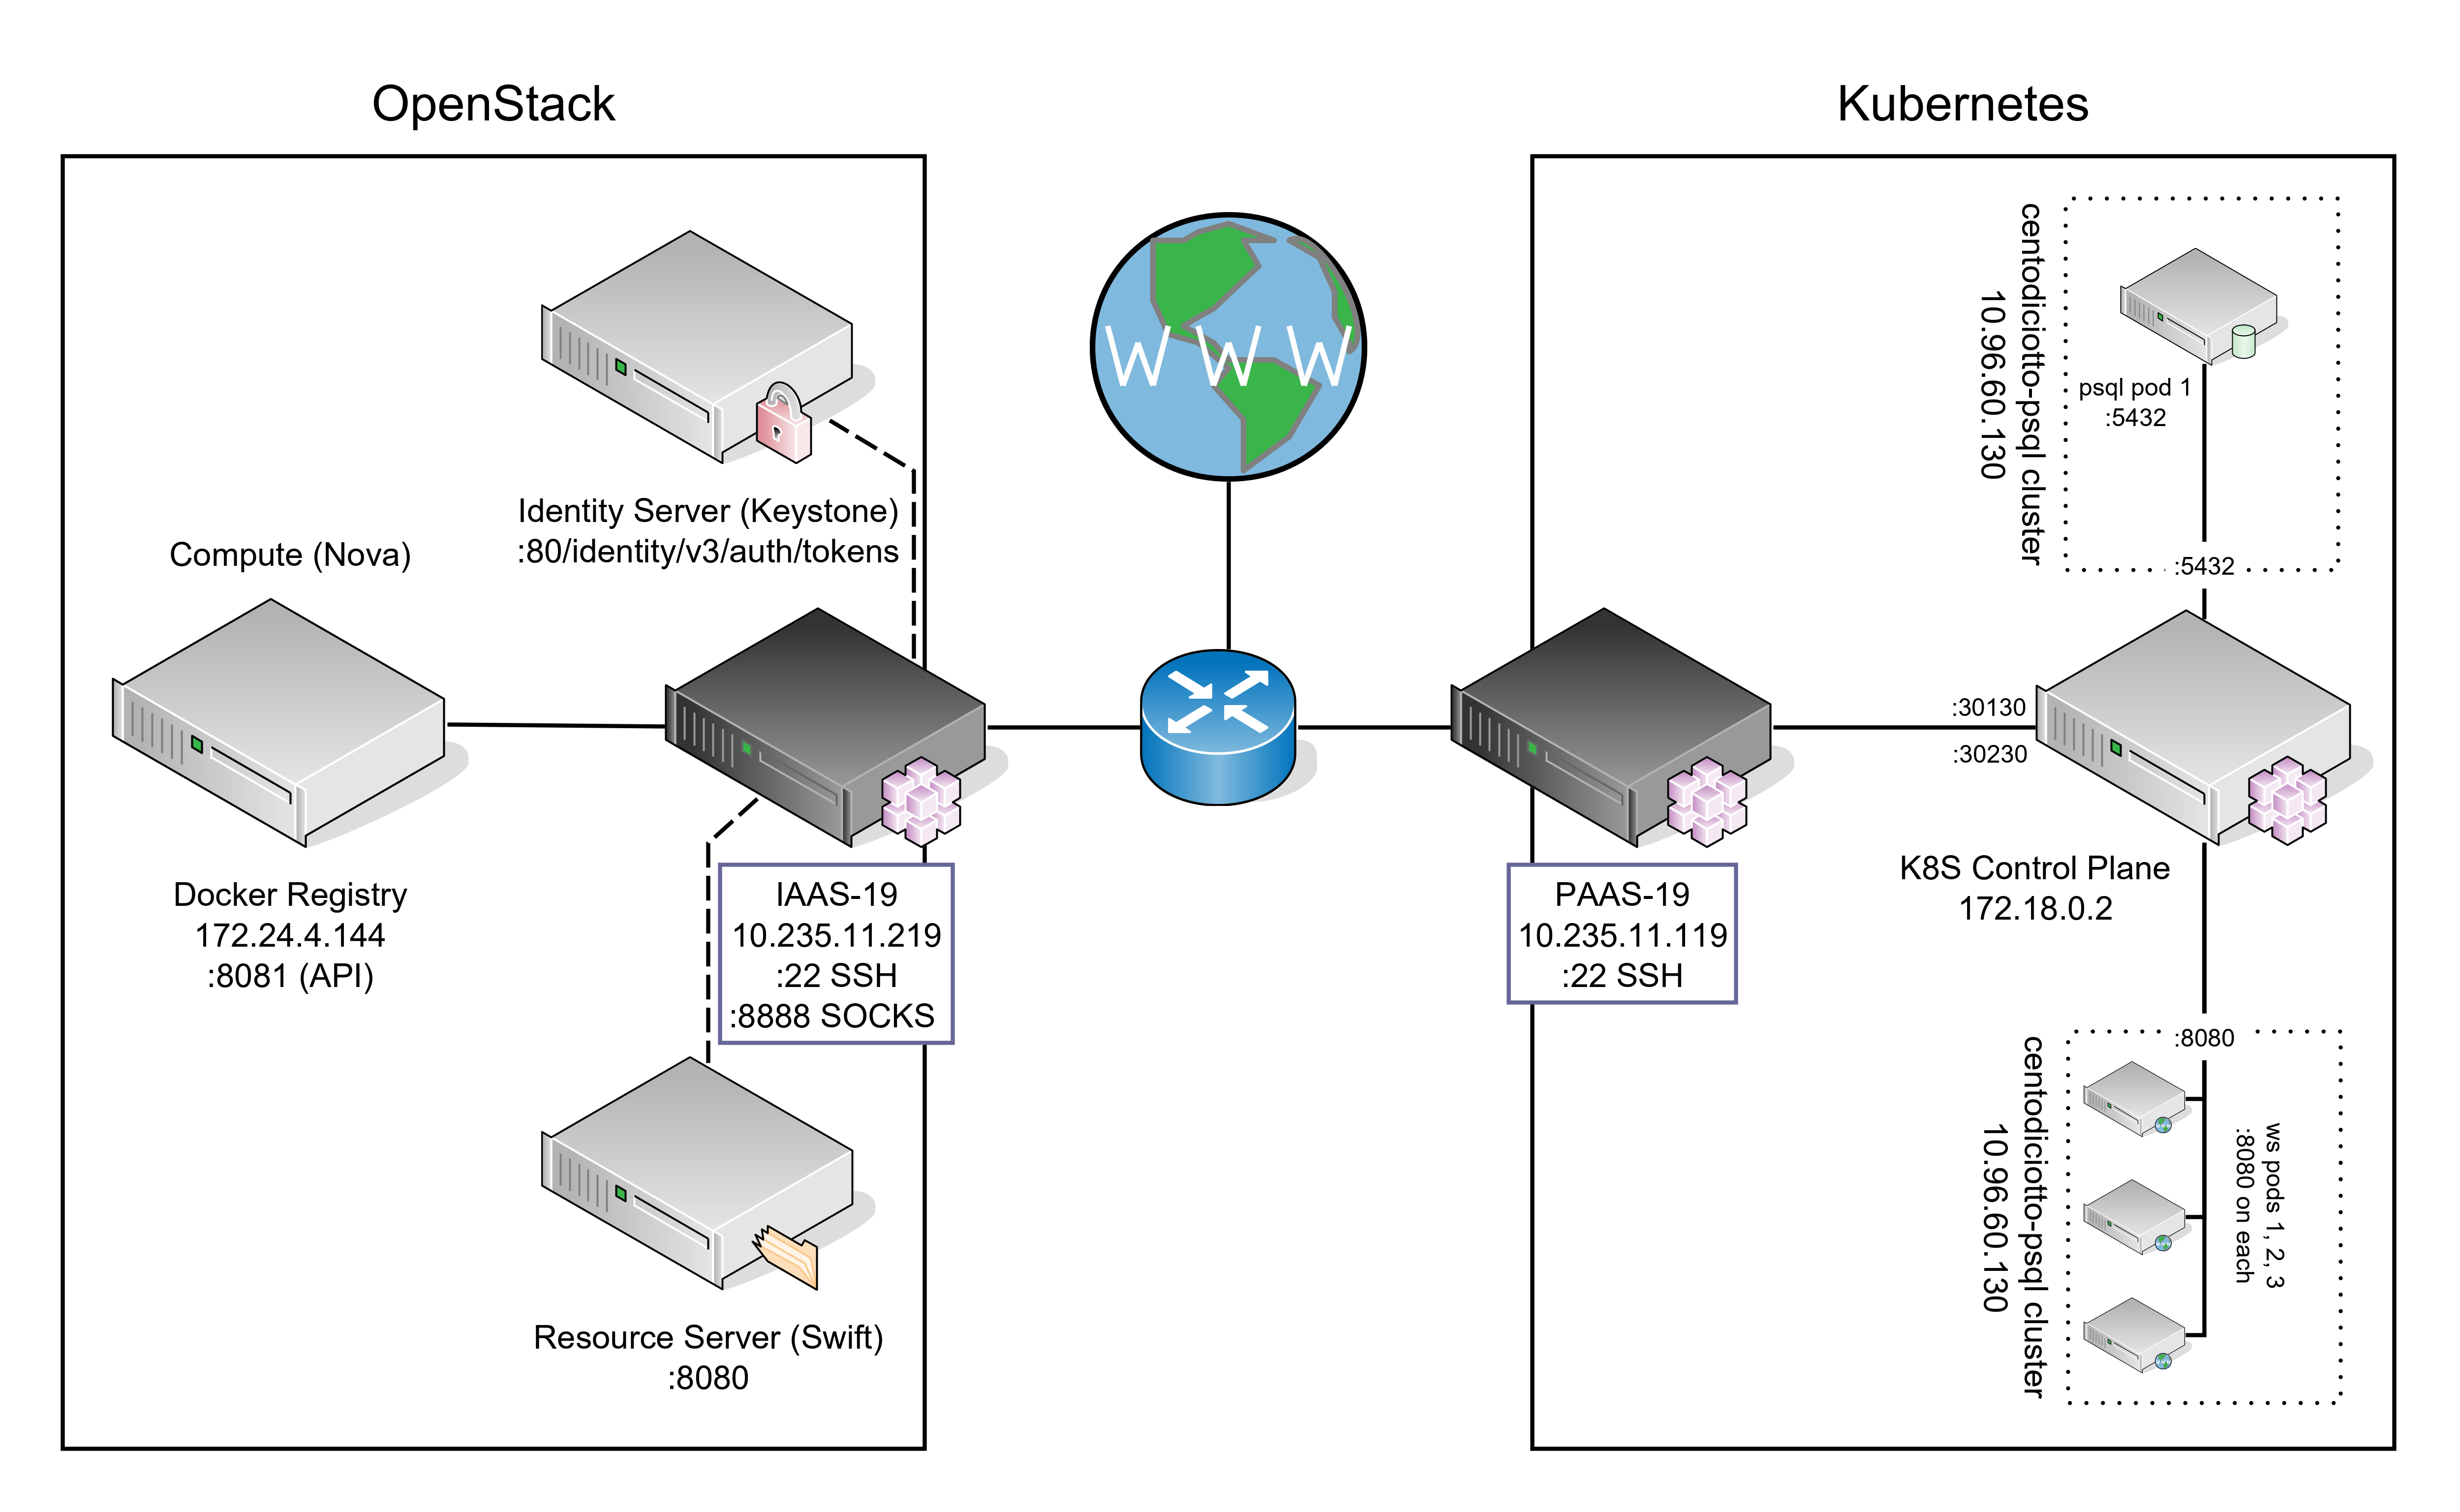 OpenStack
Kubernetes
Identity Server (Keystone)
:80/identity/v3/auth/tokens
Compute (Nova)
Docker Registry
172.24.4.144
:8081 (API)
IAAS-19
10.235.11.219
:22 SSH
:8888 SOCKS
Resource Server (Swift)
:8080
W W W
PAAS-19
10.235.11.119
:22 SSH
centodiciotto-psql cluster
10.96.60.130
psql pod 1
:5432
:5432
:30130
:30230
K8S Control Plane
172.18.0.2
:8080
centodiciotto-psql cluster
10.96.60.130
ws pods 1, 2, 3
:8080 on each